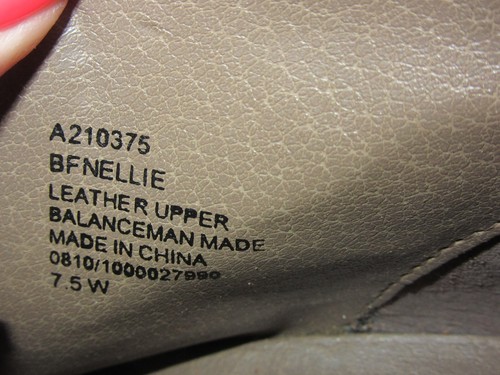 A210375
BFNELLIE
LEATHER UPPER
BALANCEMAN MADE
MADE IN CHINA
0810/1000027990
7.5 W